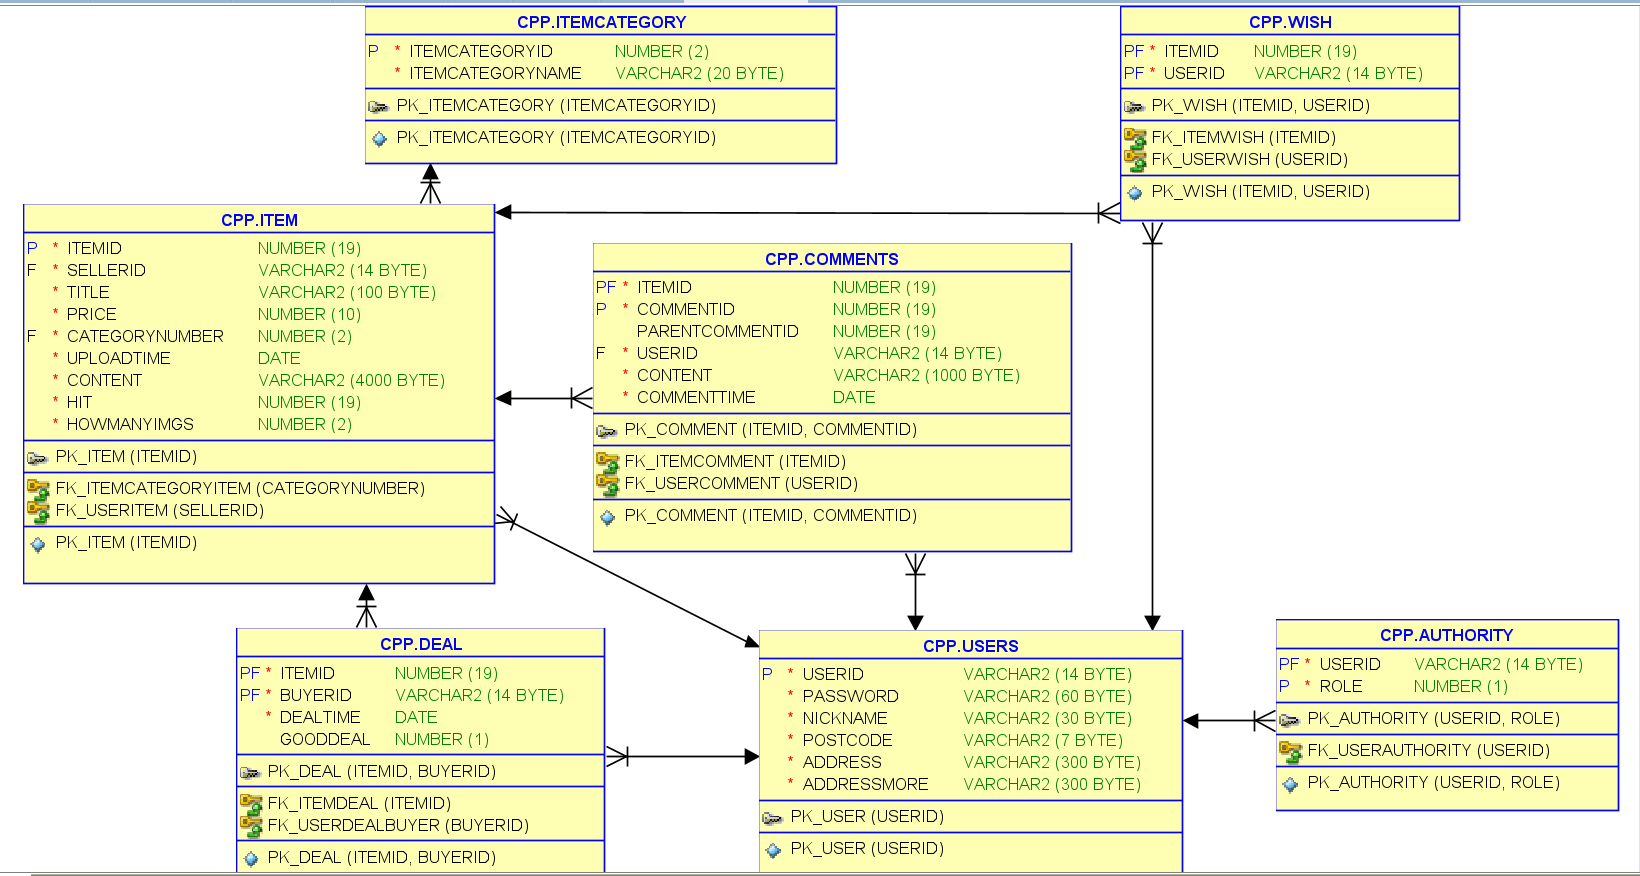 CPP.ITEMCATEGORY
P * ITEMCATEGORYID NUMBER (2)
* ITEMCATEGORYNAME VARCHAR2 (20 BYTE)
PK_ITEMCATEGORY (ITEMCATEGORYID)
PK_ITEMCATEGORY (ITEMCATEGORYID)
CPP.WISH
PF * ITEMID NUMBER (19)
PF * USERID VARCHAR2 (14 BYTE)
PK_WISH (ITEMID, USERID)
FK_ITEMWISH (ITEMID)
FK_USERWISH (USERID)
PK_WISH (ITEMID, USERID)
CPP.ITEM
P * ITEMID NUMBER (19)
F * SELLERID VARCHAR2 (14 BYTE)
* TITLE VARCHAR2 (100 BYTE)
* PRICE NUMBER (10)
F * CATEGORYNUMBER NUMBER (2)
* UPLOADTIME DATE
* CONTENT VARCHAR2 (4000 BYTE)
* HIT NUMBER (19)
* HOWMANYIMGS NUMBER (2)
PK_ITEM (ITEMID)
FK_ITEMCATEGORYITEM (CATEGORYNUMBER)
FK_USERITEM (SELLERID)
PK_ITEM (ITEMID)
CPP.COMMENTS
PF * ITEMID NUMBER (19)
P * COMMENTID NUMBER (19)
PARENTCOMMENTID NUMBER (19)
F * USERID VARCHAR2 (14 BYTE)
* CONTENT VARCHAR2 (1000 BYTE)
* COMMENTTIME DATE
PK_COMMENT (ITEMID, COMMENTID)
FK_ITEMCOMMENT (ITEMID)
FK_USERCOMMENT (USERID)
PK_COMMENT (ITEMID, COMMENTID)
CPP.DEAL
PF * ITEMID NUMBER (19)
PF * BUYERID VARCHAR2 (14 BYTE)
* DEALTIME DATE
GOODDEAL NUMBER (1)
PK_DEAL (ITEMID, BUYERID)
FK_ITEMDEAL (ITEMID)
FK_USERDEALBUYER (BUYERID)
PK_DEAL (ITEMID, BUYERID)
CPP.USERS
P * USERID VARCHAR2 (14 BYTE)
* PASSWORD VARCHAR2 (60 BYTE)
* NICKNAME VARCHAR2 (30 BYTE)
* POSTCODE VARCHAR2 (7 BYTE)
* ADDRESS VARCHAR2 (300 BYTE)
* ADDRESSMORE VARCHAR2 (300 BYTE)
PK_USER (USERID)
PK_USER (USERID)
CPP.AUTHORITY
PF * USERID VARCHAR2 (14 BYTE)
P * ROLE NUMBER (1)
PK_AUTHORITY (USERID, ROLE)
FK_USERAUTHORITY (USERID)
PK_AUTHORITY (USERID, ROLE)